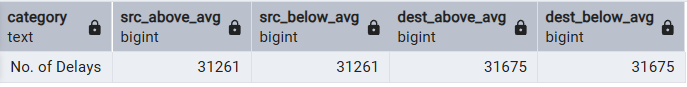 category src_above_avg src_below_avg dest_above_avg dest_below_avg
text bigint bigint bigint bigint
No. of Delays 31261 31261 31675 31675